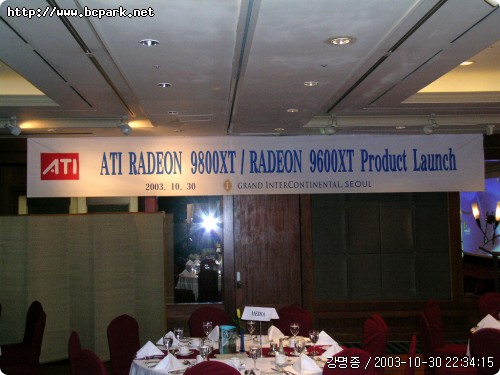 http://www.bcpark.net
ATI
ATI RADEON 9800XT / RADEON 9600XT Product Launch
2003. 10. 30
GRAND INTERCONTINENTAL, SEOUL
MEDIA
강명종 / 2003-10-30 22:34:15